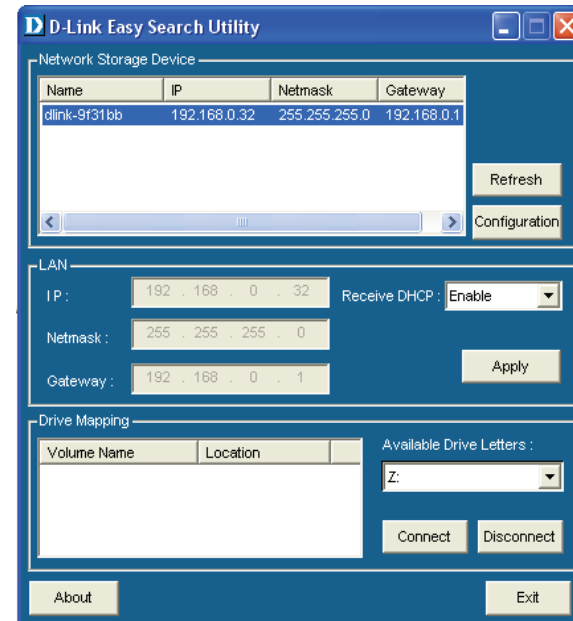 D-Link Easy Search Utility
Network Storage Device
Name IP Netmask Gateway
dlink-9f31bb 192.168.0.32 255.255.255.0 192.168.0.1
Refresh
Configuration
LAN
IP : 192 . 168 . 0 . 32 Receive DHCP : Enable
Netmask : 255 . 255 . 255 . 0
Gateway : 192 . 168 . 0 . 1
Apply
Drive Mapping
Volume Name Location
Available Drive Letters :
Z:
Connect Disconnect
About Exit